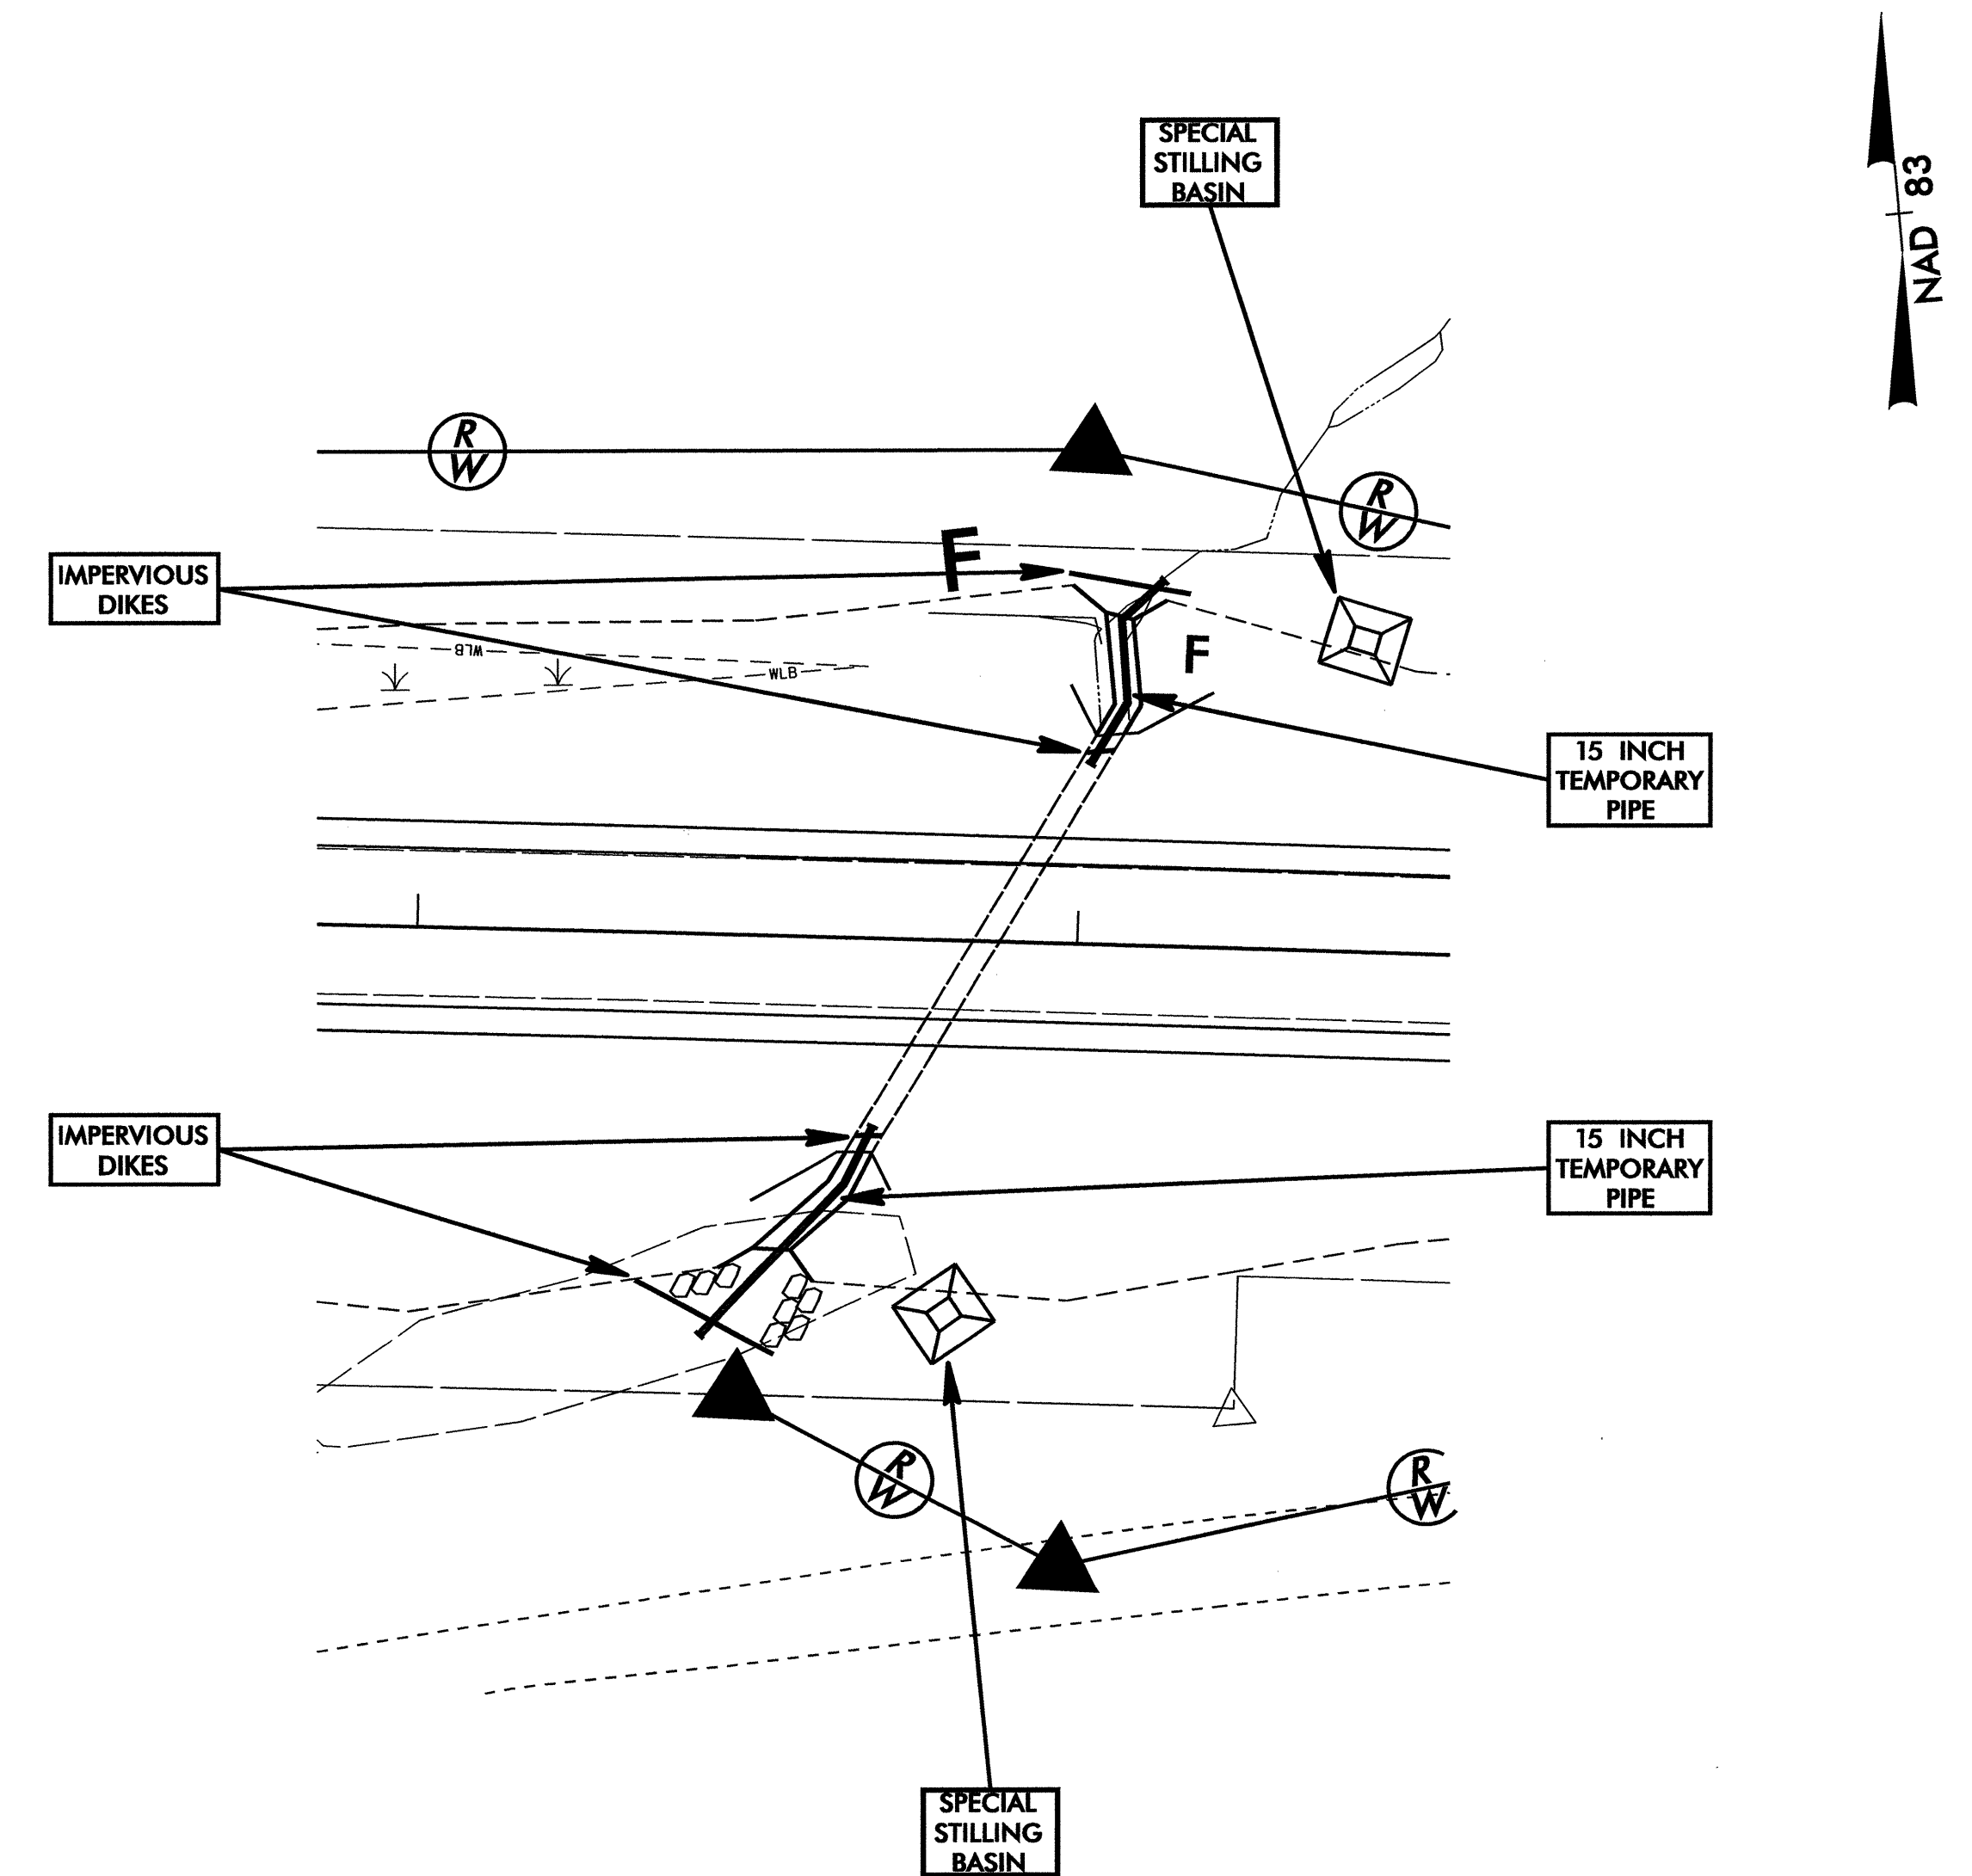 SPECIAL
STILLING
BASIN
NAD 83
R
W
R
W
F
IMPERVIOUS
DIKES
WLB
WLB
F
15 INCH
TEMPORARY
PIPE
IMPERVIOUS
DIKES
15 INCH
TEMPORARY
PIPE
R
W
R
W
SPECIAL
STILLING
BASIN